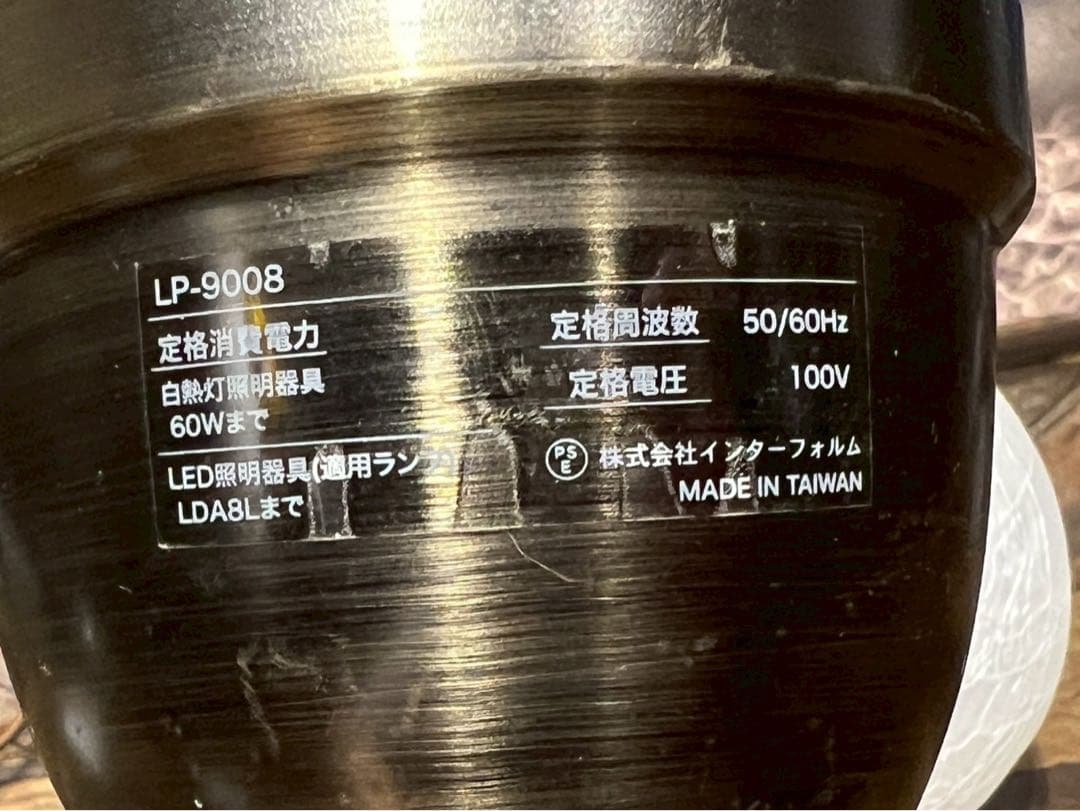 LP-9008
定格消費電力
白熱灯照明器具
60Wまで
LED照明器具(適用ランプ)
LDA8Lまで
定格周波数 50/60Hz
定格電圧 100V
PS
E
株式会社インターフォルム
MADE IN TAIWAN